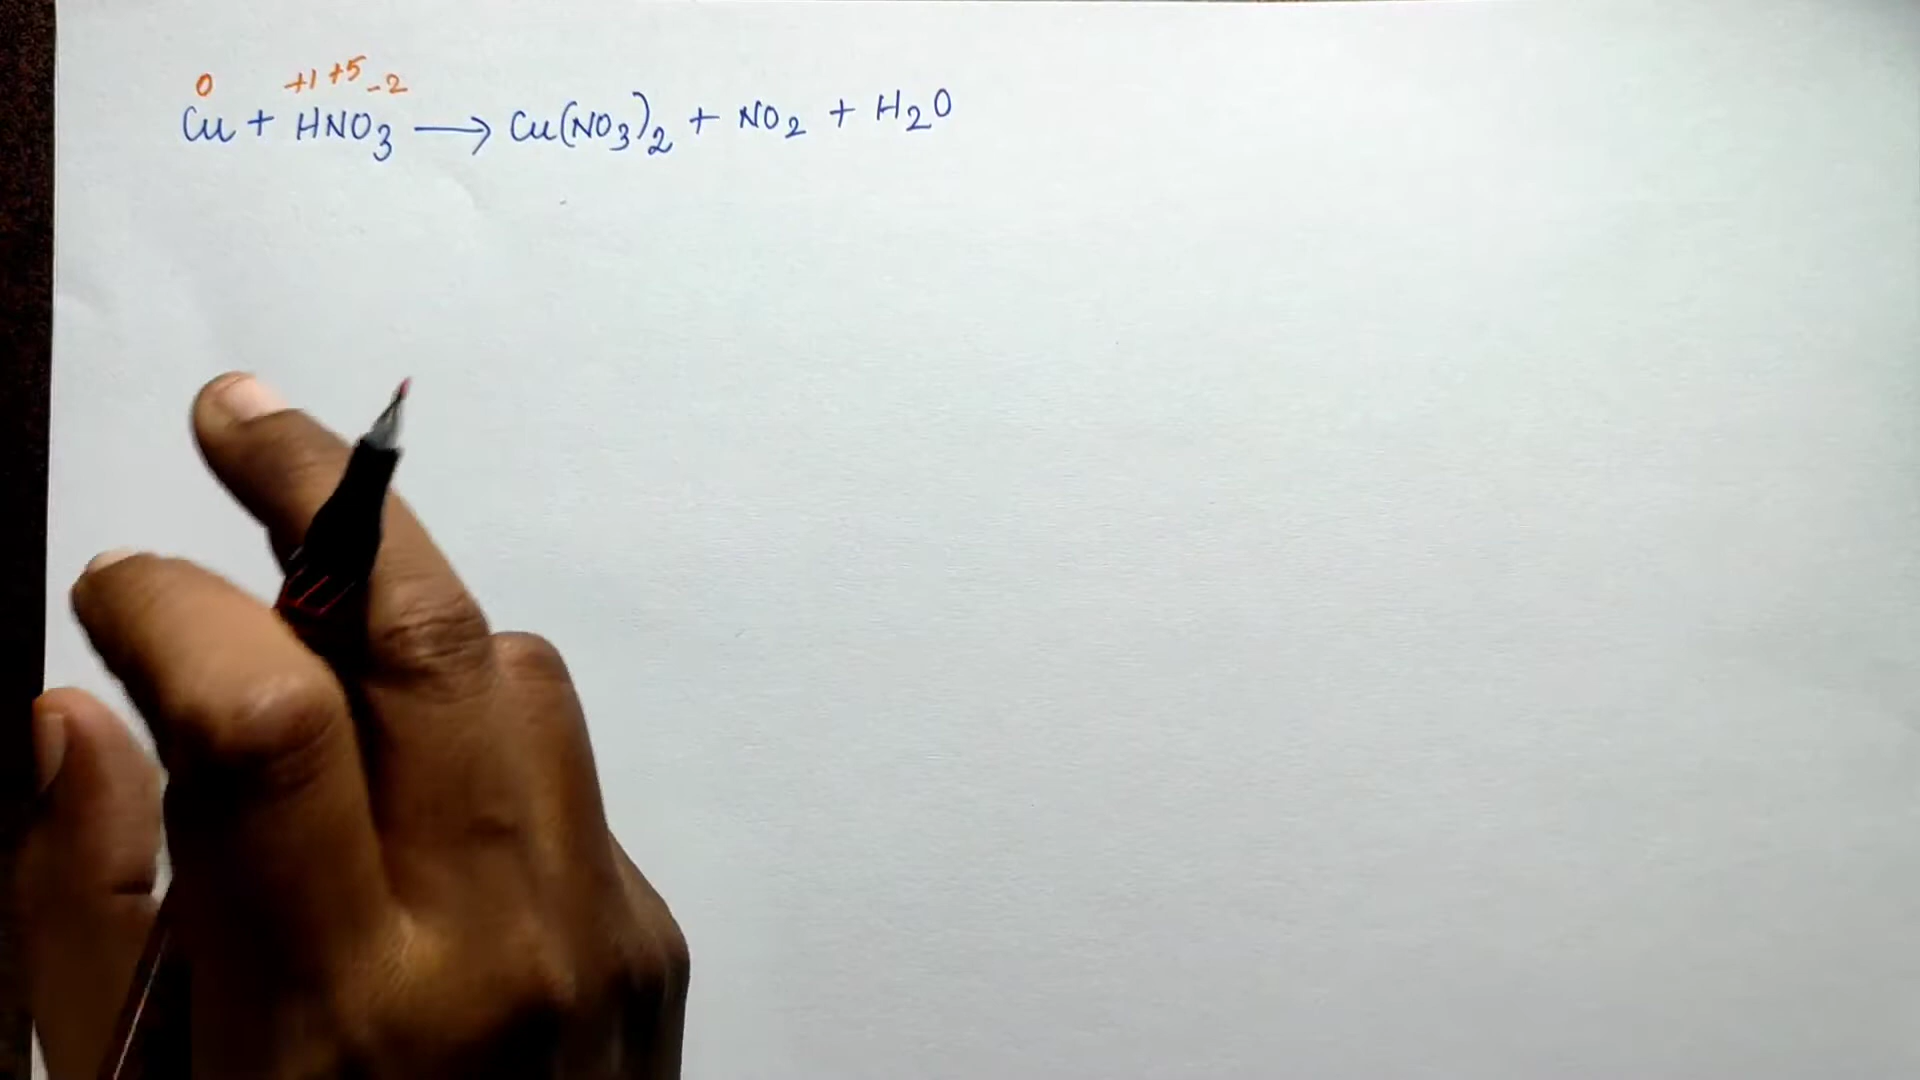 0 +1 +5 -2
Cu + HNO3 ⟶ Cu(NO3)2 + NO2 + H2O